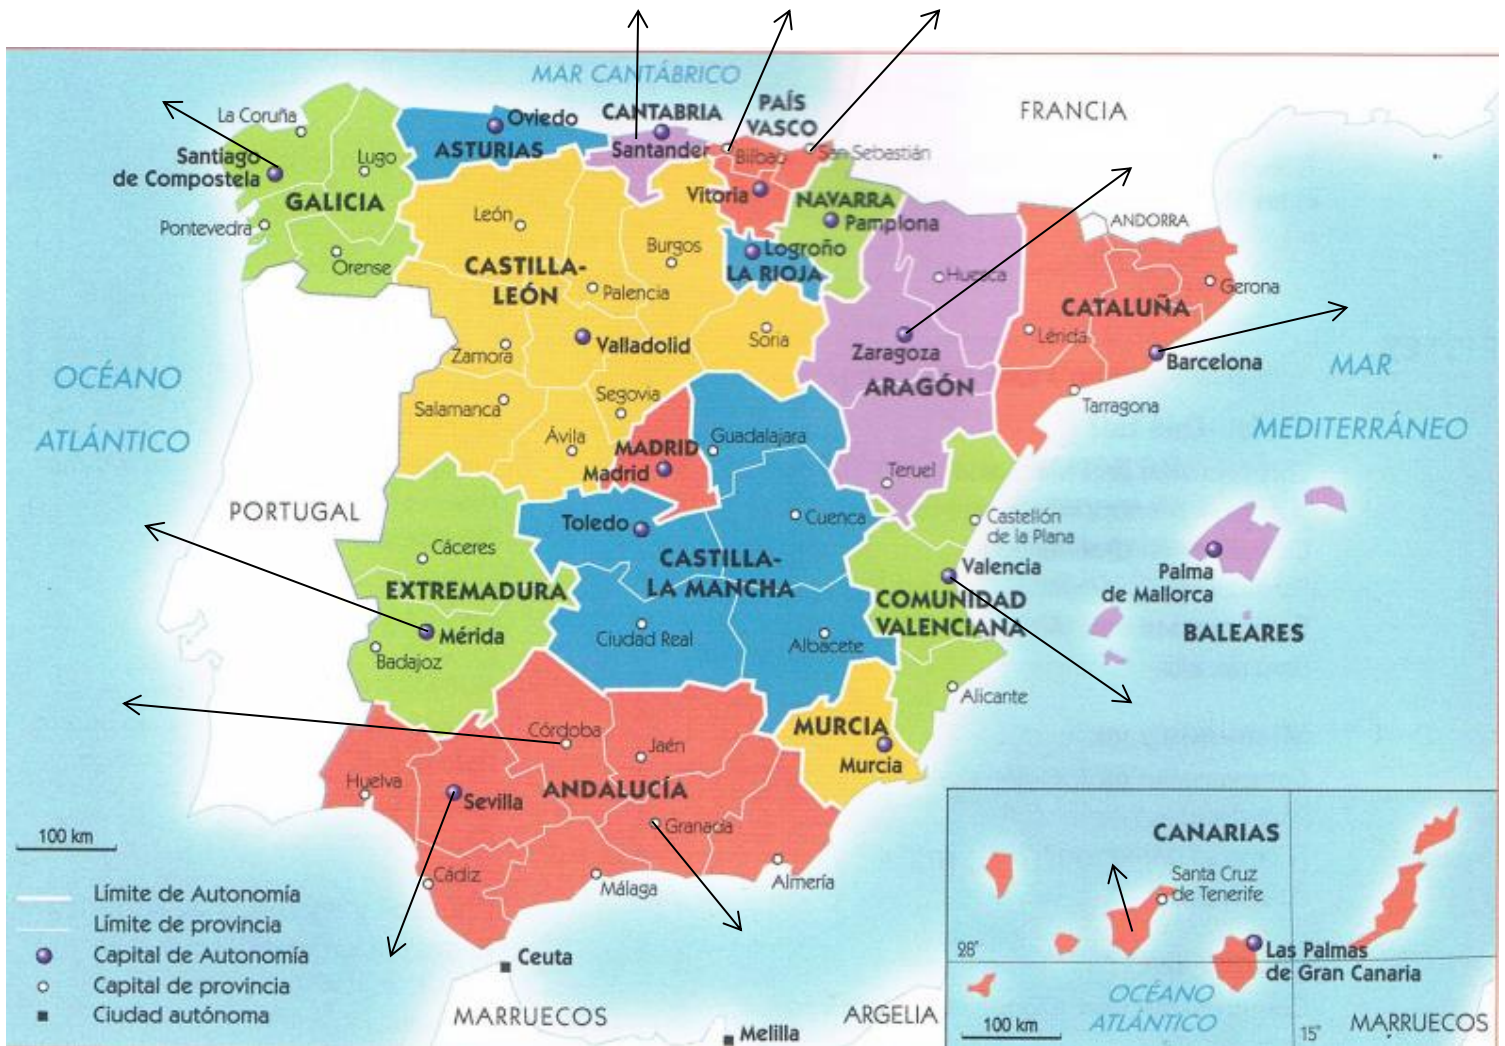 MAR CANTÁBRICO
FRANCIA
La Coruña
Oviedo
CANTABRIA
PAÍS
VASCO
ASTURIAS
Santander
Bilbao
San Sebastián
Santiago
de Compostela
Lugo
GALICIA
Vitoria
NAVARRA
Pamplona
ANDORRA
Pontevedra
León
Burgos
Logroño
LA RIOJA
Orense
CASTILLA-
LEÓN
Palencia
Huesca
Gerona
CATALUÑA
Zamora
Valladolid
Soria
Zaragoza
Lérida
Barcelona
OCÉANO
ATLÁNTICO
MAR
MEDITERRÁNEO
Salamanca
Segovia
ARAGÓN
Tarragona
Ávila
MADRID
Madrid
Guadalajara
Teruel
PORTUGAL
Toledo
Cuenca
Castellón
de la Plana
Cáceres
EXTREMADURA
CASTILLA-
LA MANCHA
Valencia
COMUNIDAD
VALENCIANA
Palma
de Mallorca
BALEARES
Mérida
Badajoz
Ciudad Real
Albacete
Alicante
Córdoba
Jaén
MURCIA
Murcia
Huelva
Sevilla
ANDALUCÍA
Granada
Cádiz
Málaga
Almería
100 km
Límite de Autonomía
Límite de provincia
Capital de Autonomía
Capital de provincia
Ciudad autónoma
Ceuta
MARRUECOS
Melilla
ARGELIA
CANARIAS
Santa Cruz
de Tenerife
28°
Las Palmas
de Gran Canaria
OCÉANO
ATLÁNTICO
100 km
15°
MARRUECOS